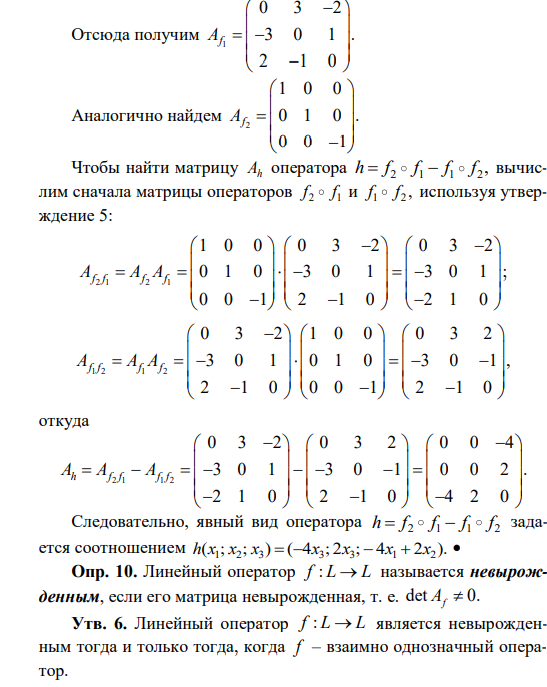 Отсюда получим $A_{f_1} = \begin{pmatrix} 0 & 3 & -2 \\ -3 & 0 & 1 \\ 2 & -1 & 0 \end{pmatrix}.$
Аналогично найдем $A_{f_2} = \begin{pmatrix} 1 & 0 & 0 \\ 0 & 1 & 0 \\ 0 & 0 & -1 \end{pmatrix}.$
Чтобы найти матрицу $A_h$ оператора $h = f_2 \circ f_1 - f_1 \circ f_2,$ вычис-
лим сначала матрицы операторов $f_2 \circ f_1$ и $f_1 \circ f_2,$ используя утвер-
ждение 5:
$A_{f_2 f_1} = A_{f_2} A_{f_1} = \begin{pmatrix} 1 & 0 & 0 \\ 0 & 1 & 0 \\ 0 & 0 & -1 \end{pmatrix} \cdot \begin{pmatrix} 0 & 3 & -2 \\ -3 & 0 & 1 \\ 2 & -1 & 0 \end{pmatrix} = \begin{pmatrix} 0 & 3 & -2 \\ -3 & 0 & 1 \\ -2 & 1 & 0 \end{pmatrix};$
$A_{f_1 f_2} = A_{f_1} A_{f_2} = \begin{pmatrix} 0 & 3 & -2 \\ -3 & 0 & 1 \\ 2 & -1 & 0 \end{pmatrix} \cdot \begin{pmatrix} 1 & 0 & 0 \\ 0 & 1 & 0 \\ 0 & 0 & -1 \end{pmatrix} = \begin{pmatrix} 0 & 3 & 2 \\ -3 & 0 & -1 \\ 2 & -1 & 0 \end{pmatrix},$
откуда
$A_h = A_{f_2 f_1} - A_{f_1 f_2} = \begin{pmatrix} 0 & 3 & -2 \\ -3 & 0 & 1 \\ -2 & 1 & 0 \end{pmatrix} - \begin{pmatrix} 0 & 3 & 2 \\ -3 & 0 & -1 \\ 2 & -1 & 0 \end{pmatrix} = \begin{pmatrix} 0 & 0 & -4 \\ 0 & 0 & 2 \\ -4 & 2 & 0 \end{pmatrix}.$
Следовательно, явный вид оператора $h = f_2 \circ f_1 - f_1 \circ f_2$ зада-
ется соотношением $h(x_1; x_2; x_3) = (-4x_3; 2x_3; -4x_1 + 2x_2).$ •
Опр. 10. Линейный оператор $f : L \to L$ называется невырож-
денным, если его матрица невырожденная, т. е. $\det A_f \neq 0.$
Утв. 6. Линейный оператор $f : L \to L$ является невырожден-
ным тогда и только тогда, когда $f$ – взаимно однозначный опера-
тор.